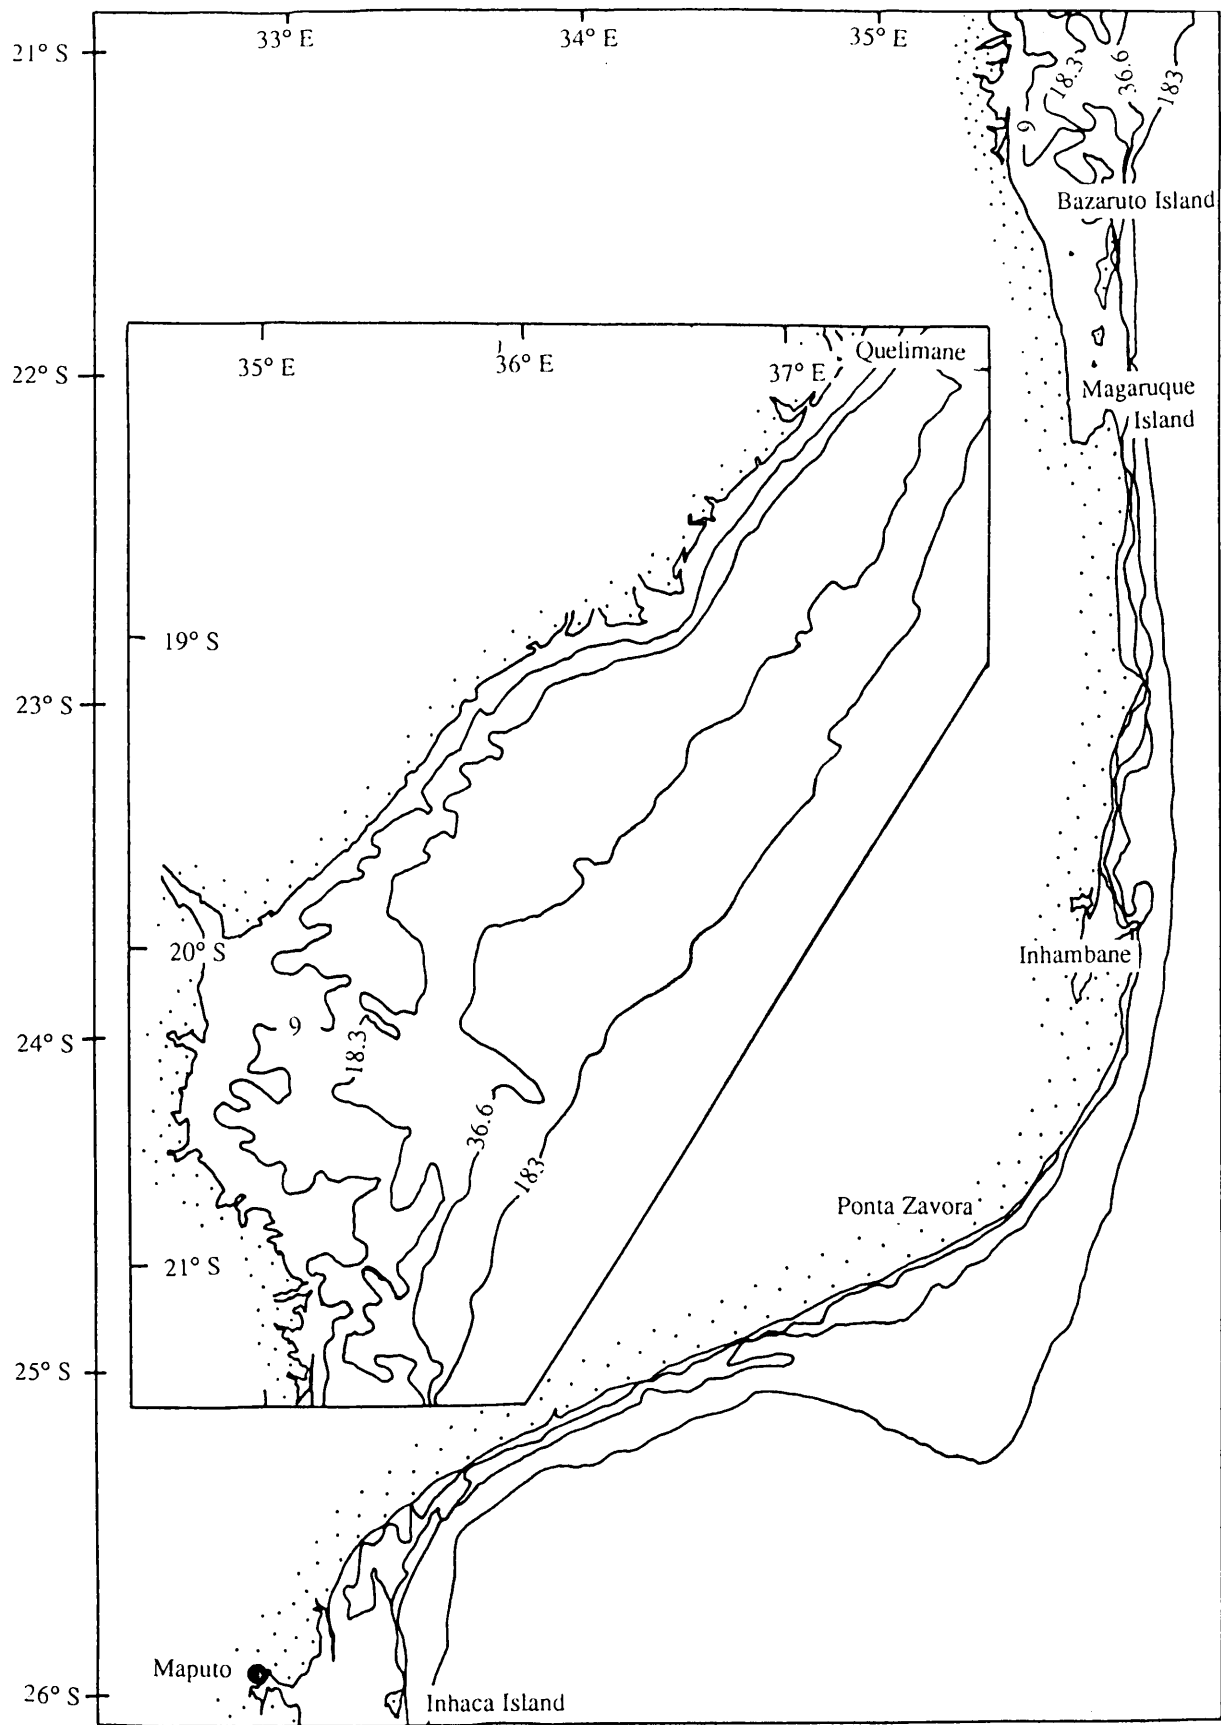 33° E
34° E
35° E
21° S
18.3
36.6
183
9
Bazaruto Island
22° S
Magaruque
Island
23° S
24° S
Inhambane
Ponta Zavora
25° S
Maputo
26° S
Inhaca Island
35° E
36° E
37° E
Quelimane
19° S
20° S
9
18.3
36.6
183
21° S